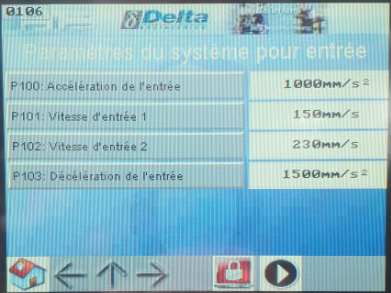 0106
Delta
Paramètres du système pour entrée
P100: Accélération de l'entrée
1000mm/s²
P101: Vitesse d'entrée 1
150mm/s
P102: Vitesse d'entrée 2
230mm/s
P103: Décélération de l'entrée
1500mm/s²